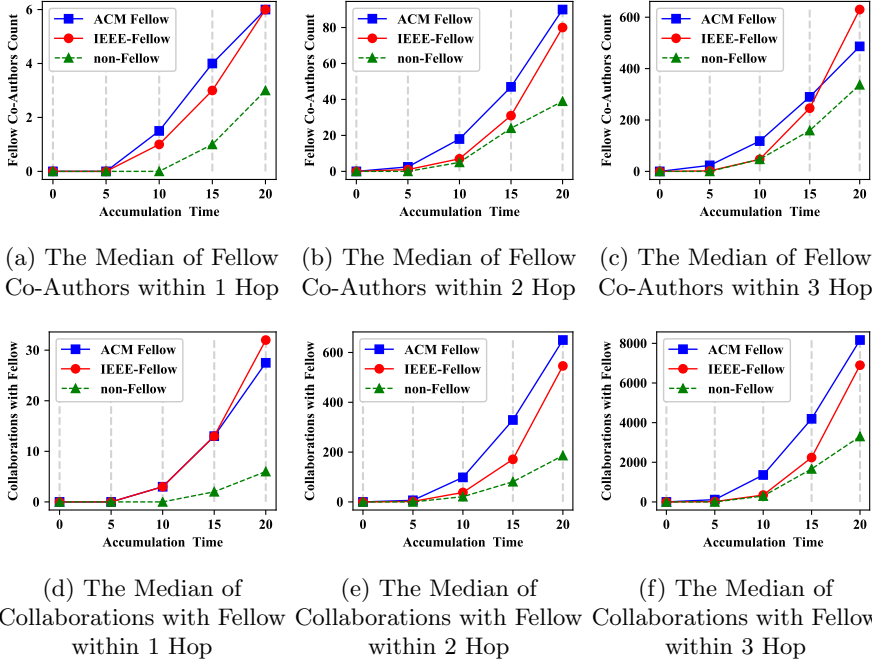 6
4
2
0
Fellow Co-Authors Count
ACM Fellow
IEEE-Fellow
non-Fellow
0 5 10 15 20
Accumulation Time
80
60
40
20
0
Fellow Co-Authors Count
ACM Fellow
IEEE-Fellow
non-Fellow
0 5 10 15 20
Accumulation Time
600
400
200
0
Fellow Co-Authors Count
ACM Fellow
IEEE-Fellow
non-Fellow
0 5 10 15 20
Accumulation Time
(a) The Median of Fellow
Co-Authors within 1 Hop
(b) The Median of Fellow
Co-Authors within 2 Hop
(c) The Median of Fellow
Co-Authors within 3 Hop
30
20
10
0
Collaborations with Fellow
ACM Fellow
IEEE-Fellow
non-Fellow
0 5 10 15 20
Accumulation Time
600
400
200
0
Collaborations with Fellow
ACM Fellow
IEEE-Fellow
non-Fellow
0 5 10 15 20
Accumulation Time
8000
6000
4000
2000
0
Collaborations with Fellow
ACM Fellow
IEEE-Fellow
non-Fellow
0 5 10 15 20
Accumulation Time
(d) The Median of
Collaborations with Fellow
within 1 Hop
(e) The Median of
Collaborations with Fellow
within 2 Hop
(f) The Median of
Collaborations with Fellow
within 3 Hop